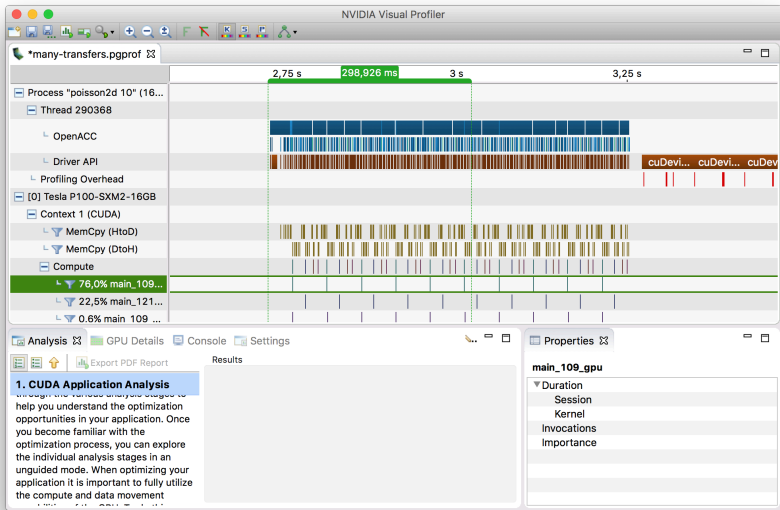 NVIDIA Visual Profiler
*many-transfers.pgprof
2,75 s
298,926 ms
3 s
3,25 s
Process "poisson2d 10" (16...
Thread 290368
OpenACC
Driver API
cuDevi...
cuDevi...
cuDev
Profiling Overhead
[0] Tesla P100-SXM2-16GB
Context 1 (CUDA)
MemCpy (HtoD)
MemCpy (DtoH)
Compute
76,0% main_109...
22,5% main_121...
0,6% main_109_...
Analysis
GPU Details
Console
Settings
Export PDF Report
1. CUDA Application Analysis
through the various analysis stages to
help you understand the optimization
opportunities in your application. Once
you become familiar with the
optimization process, you can explore
the individual analysis stages in an
unguided mode. When optimizing your
application it is important to fully utilize
the compute and data movement
Results
Properties
main_109_gpu
Duration
Session
Kernel
Invocations
Importance